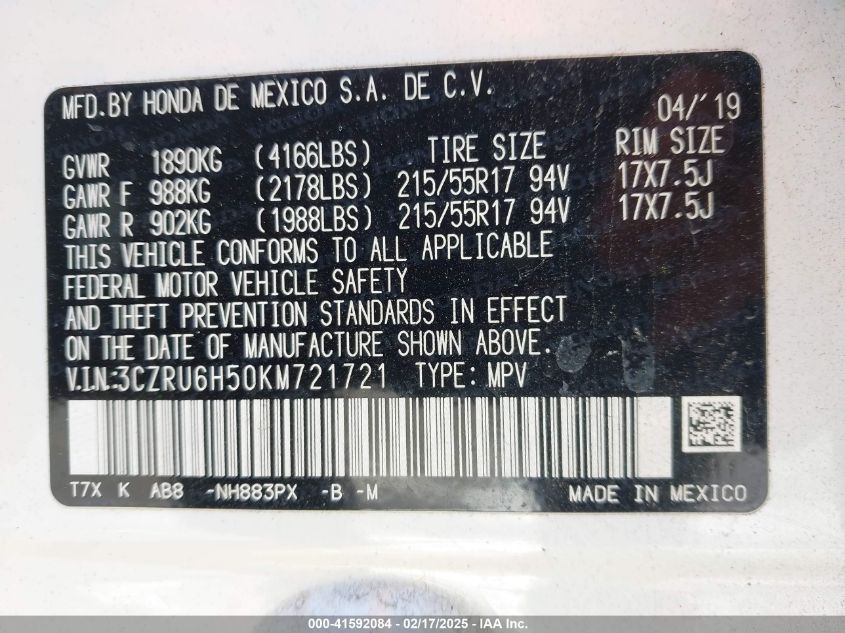 MFD.BY HONDA DE MEXICO S.A. DE C.V.
04/'19
GVWR 1890KG (4166LBS) TIRE SIZE RIM SIZE
GAWR F 988KG (2178LBS) 215/55R17 94V 17X7.5J
GAWR R 902KG (1988LBS) 215/55R17 94V 17X7.5J
THIS VEHICLE CONFORMS TO ALL APPLICABLE
FEDERAL MOTOR VEHICLE SAFETY
AND THEFT PREVENTION STANDARDS IN EFFECT
ON THE DATE OF MANUFACTURE SHOWN ABOVE.
V.I.N.:3CZRU6H50KM721721 TYPE: MPV
T7X K AB8 -NH883PX -B -M MADE IN MEXICO
000-41592084 - 02/17/2025 - IAA Inc.